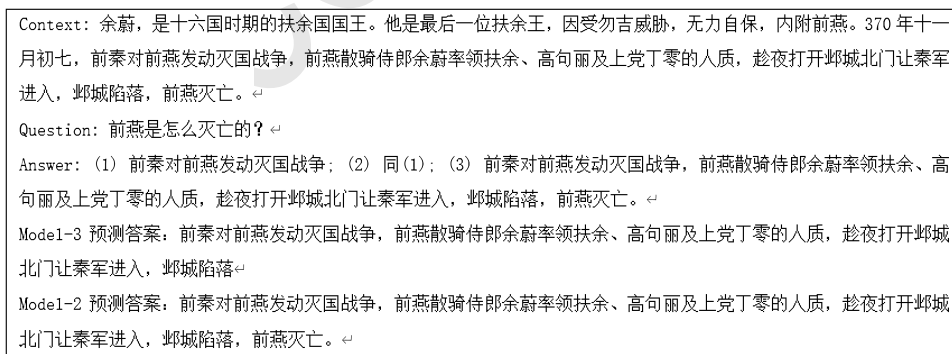 Context: 余蔚，是十六国时期的扶余国国王。他是最后一位扶余王，因受勿吉威胁，无力自保，内附前燕。370 年十一
月初七，前秦对前燕发动灭国战争，前燕散骑侍郎余蔚率领扶余、高句丽及上党丁零的人质，趁夜打开邺城北门让秦军
进入，邺城陷落，前燕灭亡。↵
Question: 前燕是怎么灭亡的？↵
Answer: (1) 前秦对前燕发动灭国战争; (2) 同(1); (3) 前秦对前燕发动灭国战争，前燕散骑侍郎余蔚率领扶余、高
句丽及上党丁零的人质，趁夜打开邺城北门让秦军进入，邺城陷落，前燕灭亡。↵
Model-3 预测答案：前秦对前燕发动灭国战争，前燕散骑侍郎余蔚率领扶余、高句丽及上党丁零的人质，趁夜打开邺城
北门让秦军进入，邺城陷落↵
Model-2 预测答案：前秦对前燕发动灭国战争，前燕散骑侍郎余蔚率领扶余、高句丽及上党丁零的人质，趁夜打开邺城
北门让秦军进入，邺城陷落，前燕灭亡。↵